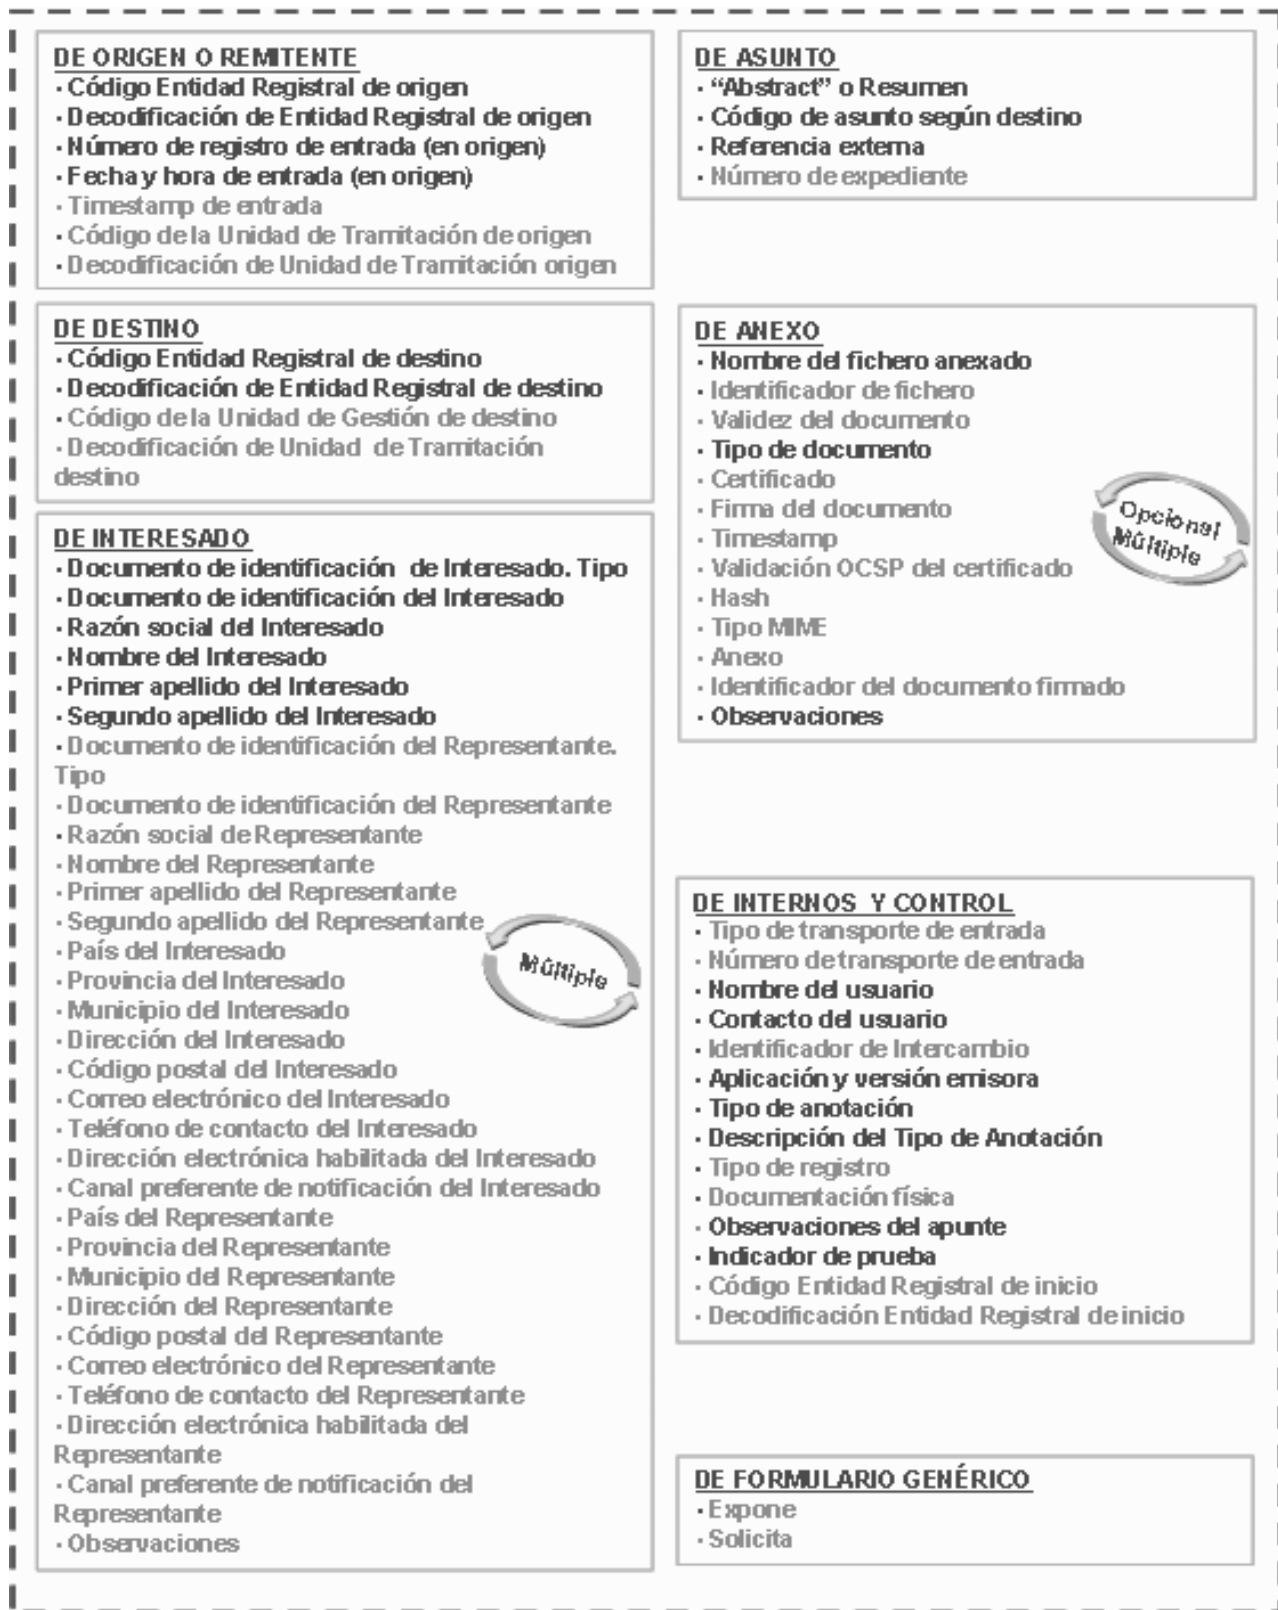 DE ORIGEN O REMITENTE
· Código Entidad Registral de origen
· Decodificación de Entidad Registral de origen
· Número de registro de entrada (en origen)
· Fecha y hora de entrada (en origen)
· Timestamp de entrada
· Código de la Unidad de Tramitación de origen
· Decodificación de Unidad de Tramitación origen
DE DESTINO
· Código Entidad Registral de destino
· Decodificación de Entidad Registral de destino
· Código de la Unidad de Gestión de destino
· Decodificación de Unidad de Tramitación
destino
DE INTERESADO
· Documento de identificación de Interesado. Tipo
· Documento de identificación del Interesado
· Razón social del Interesado
· Nombre del Interesado
· Primer apellido del Interesado
· Segundo apellido del Interesado
· Documento de identificación del Representante.
Tipo
· Documento de identificación del Representante
· Razón social de Representante
· Nombre del Representante
· Primer apellido del Representante
· Segundo apellido del Representante
· País del Interesado
· Provincia del Interesado
· Municipio del Interesado
· Dirección del Interesado
· Código postal del Interesado
· Correo electrónico del Interesado
· Teléfono de contacto del Interesado
· Dirección electrónica habilitada del Interesado
· Canal preferente de notificación del Interesado
· País del Representante
· Provincia del Representante
· Municipio del Representante
· Dirección del Representante
· Código postal del Representante
· Correo electrónico del Representante
· Teléfono de contacto del Representante
· Dirección electrónica habilitada del
Representante
· Canal preferente de notificación del
Representante
· Observaciones
Múltiple
DE ASUNTO
· “Abstract” o Resumen
· Código de asunto según destino
· Referencia externa
· Número de expediente
DE ANEXO
· Nombre del fichero anexado
· Identificador de fichero
· Validez del documento
· Tipo de documento
· Certificado
· Firma del documento
· Timestamp
· Validación OCSP del certificado
· Hash
· Tipo MIME
· Anexo
· Identificador del documento firmado
· Observaciones
Opcional
Múltiple
DE INTERNOS Y CONTROL
· Tipo de transporte de entrada
· Número de transporte de entrada
· Nombre del usuario
· Contacto del usuario
· Identificador de Intercambio
· Aplicación y versión emisora
· Tipo de anotación
· Descripción del Tipo de Anotación
· Tipo de registro
· Documentación física
· Observaciones del apunte
· Indicador de prueba
· Código Entidad Registral de inicio
· Decodificación Entidad Registral de inicio
DE FORMULARIO GENÉRICO
· Expone
· Solicita